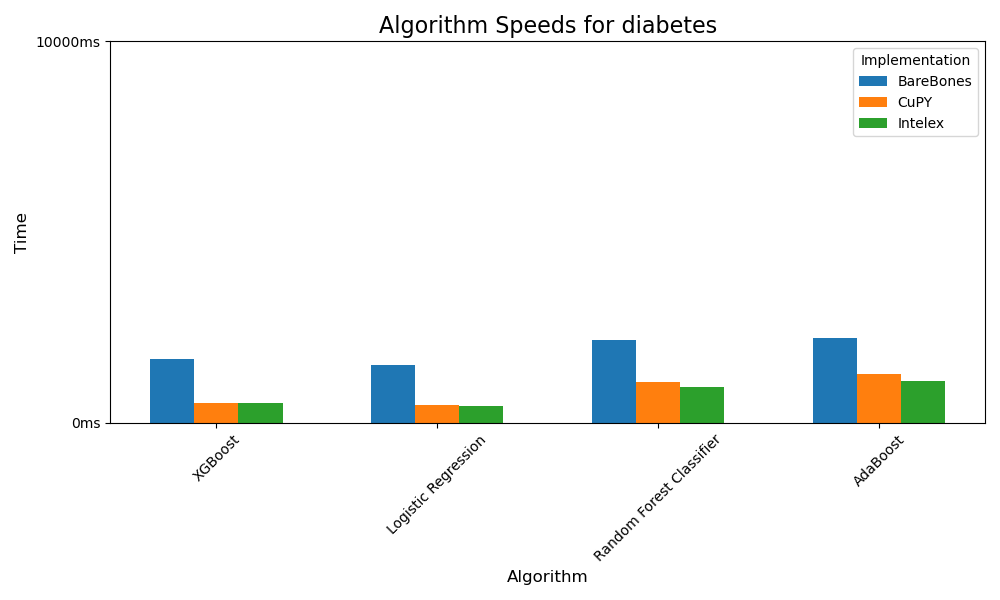 Algorithm Speeds for diabetes
10000ms
Implementation
BareBones
CuPY
Intelex
Time
0ms
XGBoost
Logistic Regression
Random Forest Classifier
AdaBoost
Algorithm